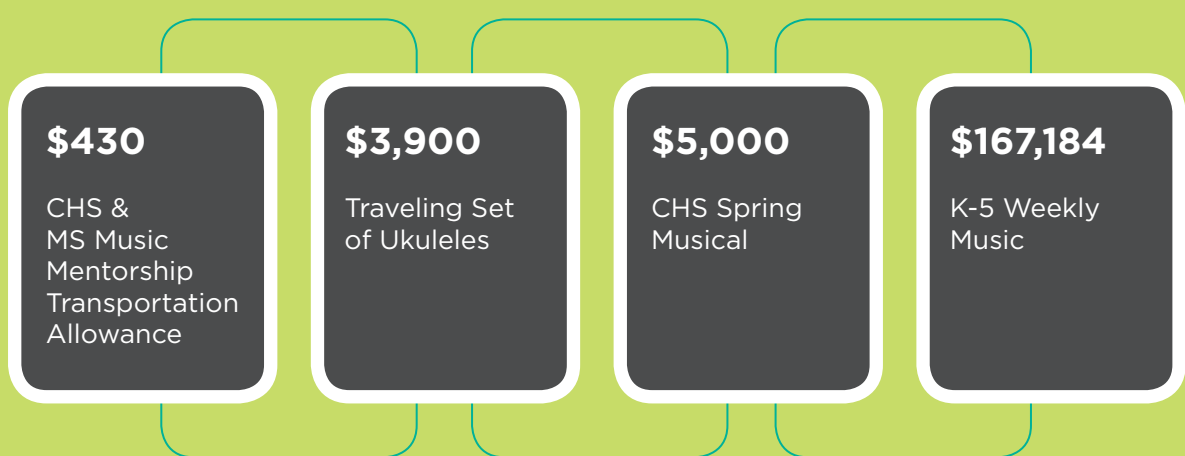 $430
CHS &
MS Music
Mentorship
Transportation
Allowance
$3,900
Traveling Set
of Ukuleles
$5,000
CHS Spring
Musical
$167,184
K-5 Weekly
Music